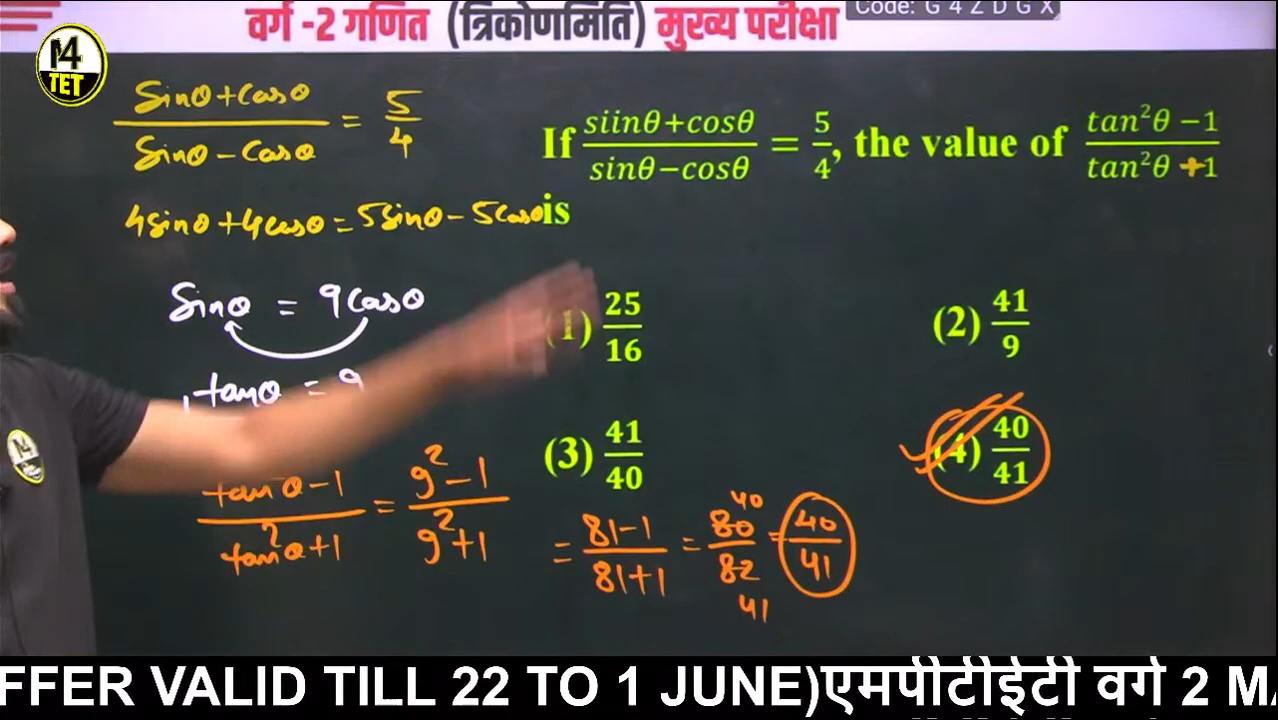 वर्ग -2 गणित (त्रिकोणमिति) मुख्य परीक्षा
Code: G 4 Z D G X
M4
TET
(sinθ+cosθ)/(sinθ-cosθ) = 5/4
4sinθ+4cosθ=5sinθ-5cosθ
sinθ = 9cosθ
tanθ = 9
(tan²θ-1)/(tan²θ+1) = (9²-1)/(9²+1)
= (81-1)/(81+1) = 80/82 = 40/41
40
41
If (siinθ+cosθ)/(sinθ-cosθ) = 5/4, the value of (tan²θ -1)/(tan²θ +1)
is
(1) 25/16
(2) 41/9
(3) 41/40
(4) 40/41
FFER VALID TILL 22 TO 1 JUNE)एमपीटीईटी वर्ग 2